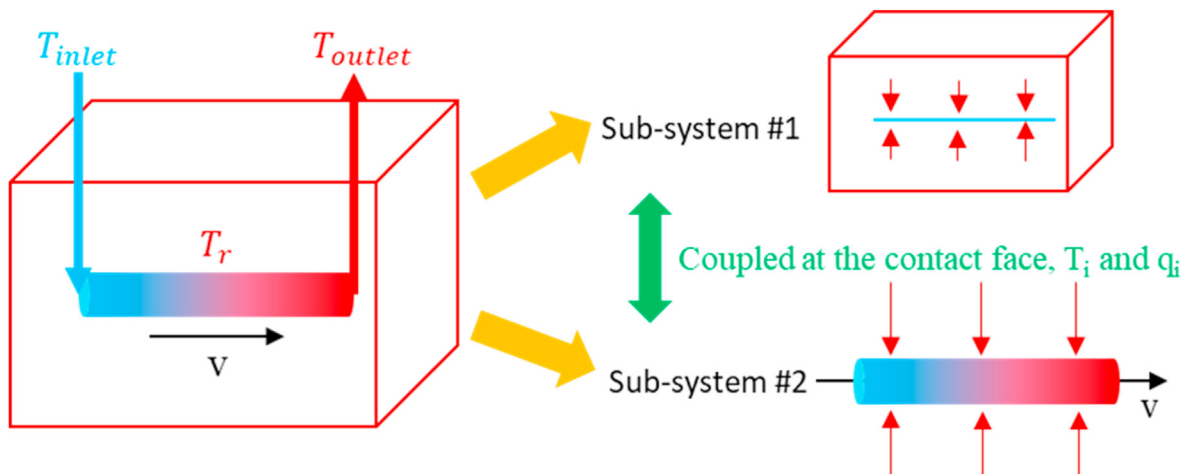 T_inlet
T_outlet
T_r
v
Sub-system #1
Coupled at the contact face, T_i and q_i
Sub-system #2
v